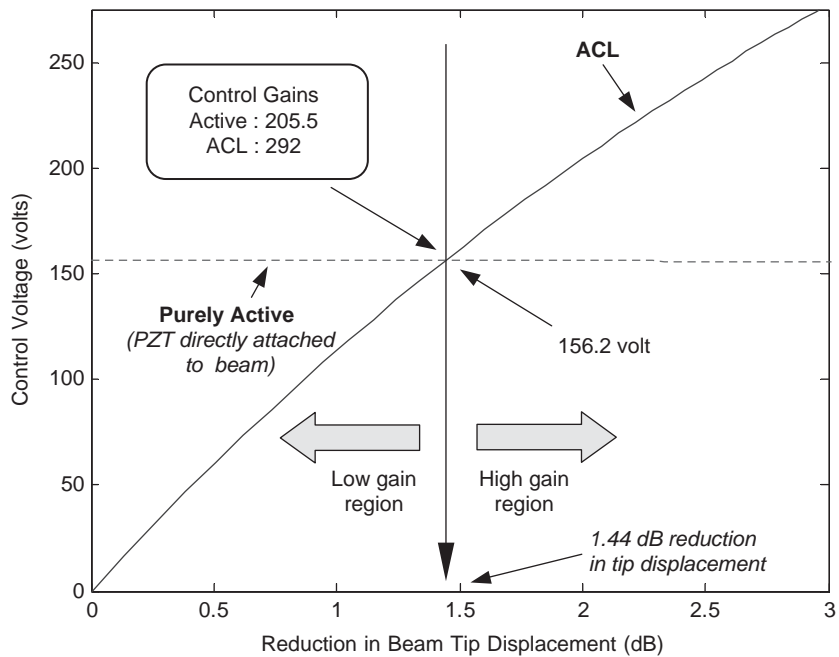 250
200
150
100
50
0
Control Voltage (volts)
Control Gains
Active : 205.5
ACL : 292
ACL
Purely Active
(PZT directly attached
to beam)
156.2 volt
Low gain
region
High gain
region
1.44 dB reduction
in tip displacement
0
0.5
1
1.5
2
2.5
3
Reduction in Beam Tip Displacement (dB)